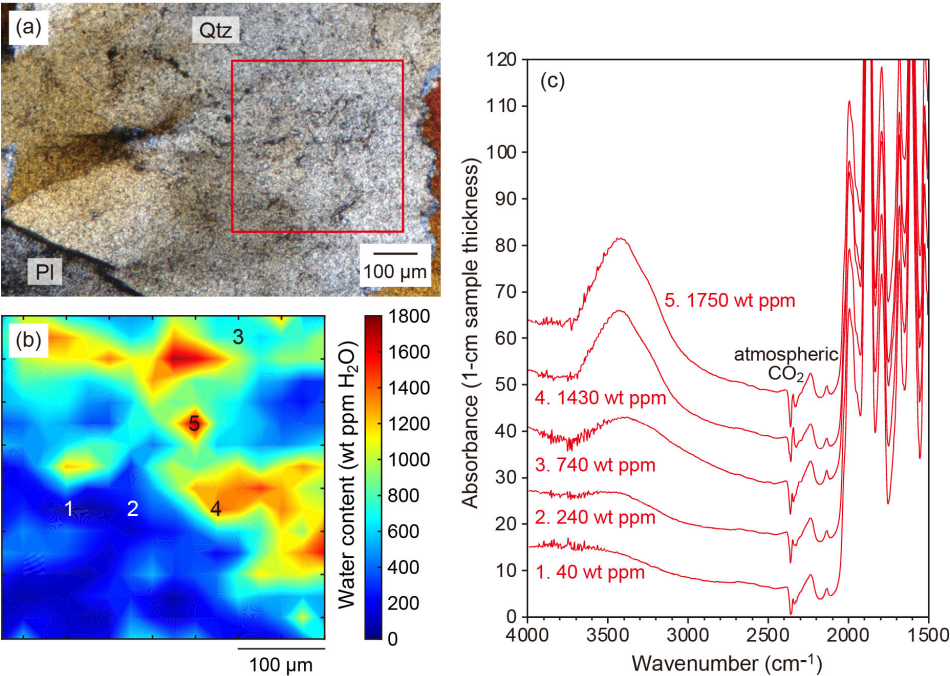 (a)
Qtz
Pl
100 μm
(b)
3
5
1
2
4
100 μm
1800
1600
1400
1200
1000
800
600
400
200
0
Water content (wt ppm H₂O)
(c)
120
110
100
90
80
70
60
50
40
30
20
10
0
Absorbance (1-cm sample thickness)
5. 1750 wt ppm
atmospheric
CO₂
4. 1430 wt ppm
3. 740 wt ppm
2. 240 wt ppm
1. 40 wt ppm
4000
3500
3000
2500
2000
1500
Wavenumber (cm⁻¹)